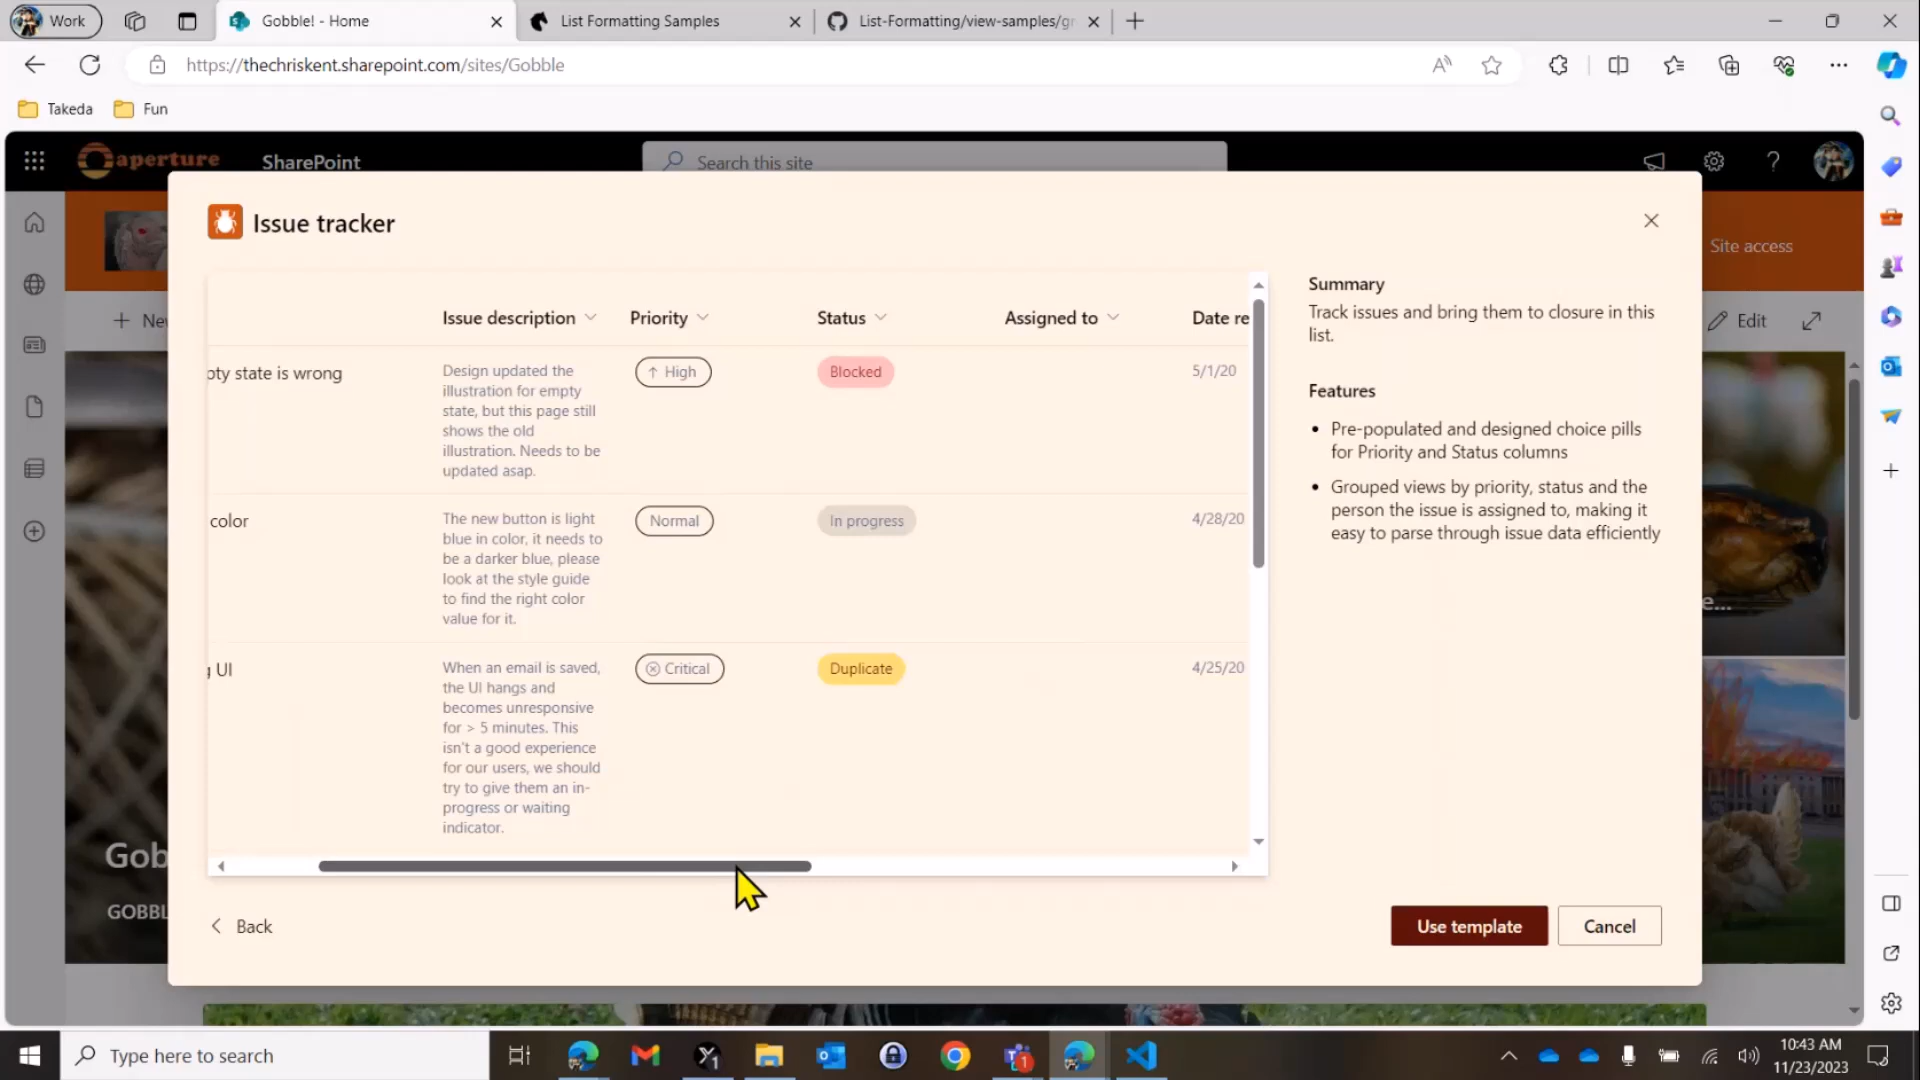 Work
Gobble! - Home
List Formatting Samples
List-Formatting/view-samples/gr
https://thechriskent.sharepoint.com/sites/Gobble
Takeda
Fun
aperture
SharePoint
Search this site
Site access
Edit
Issue tracker
Issue description
Priority
Status
Assigned to
Date re
pty state is wrong
Design updated the
illustration for empty
state, but this page still
shows the old
illustration. Needs to be
updated asap.
High
Blocked
5/1/20
color
The new button is light
blue in color, it needs to
be a darker blue, please
look at the style guide
to find the right color
value for it.
Normal
In progress
4/28/20
g UI
When an email is saved,
the UI hangs and
becomes unresponsive
for > 5 minutes. This
isn't a good experience
for our users, we should
try to give them an in-
progress or waiting
indicator.
Critical
Duplicate
4/25/20
Summary
Track issues and bring them to closure in this
list.
Features
• Pre-populated and designed choice pills
for Priority and Status columns
• Grouped views by priority, status and the
person the issue is assigned to, making it
easy to parse through issue data efficiently
Back
Use template
Cancel
Gob
GOBBL
e...
Type here to search
10:43 AM
11/23/2023